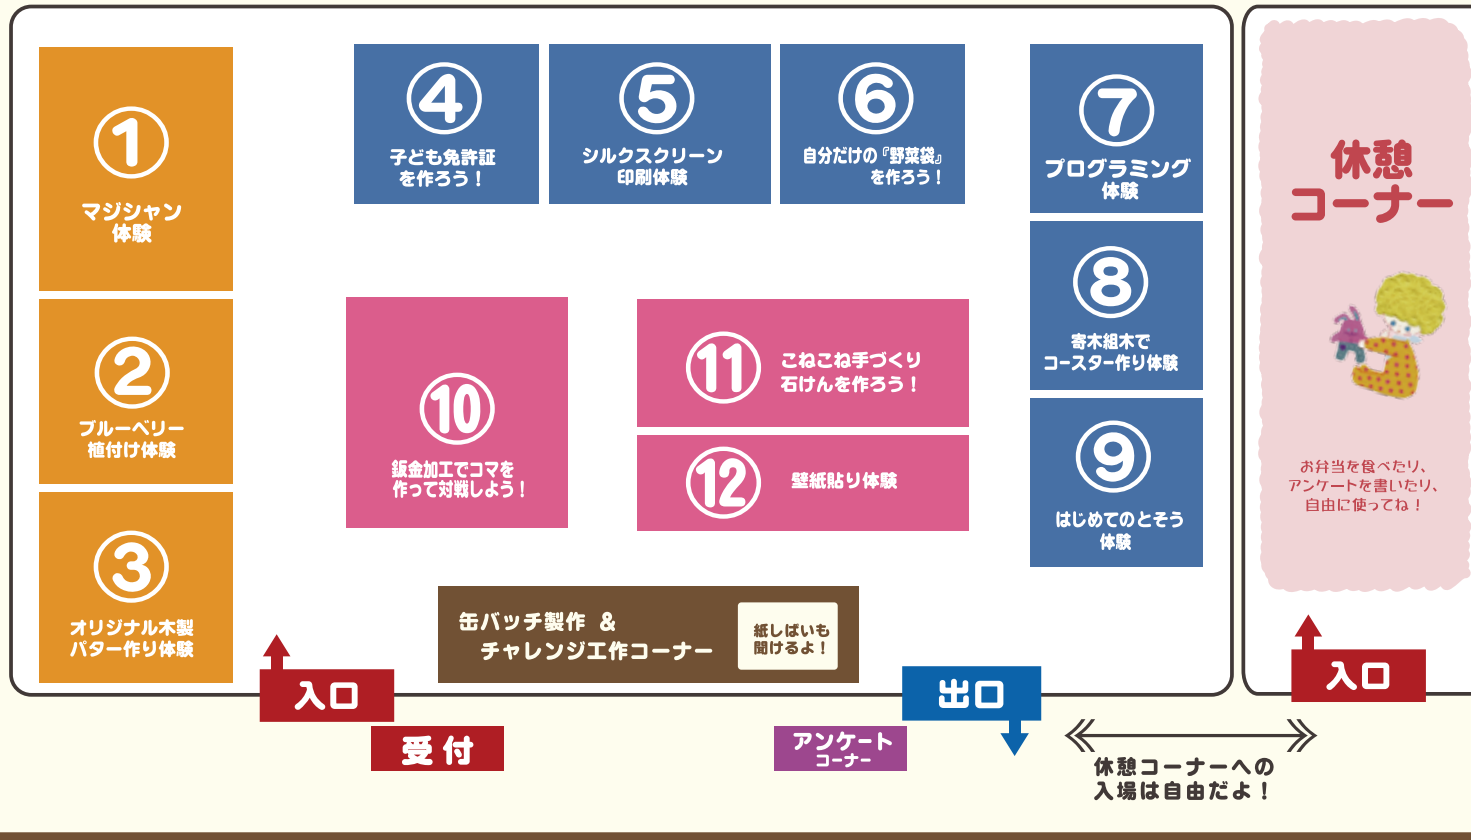 ①
マジシャン
体験
②
ブルーベリー
植付け体験
③
オリジナル木製
パター作り体験
④
子ども免許証
を作ろう！
⑤
シルクスクリーン
印刷体験
⑥
自分だけの『野菜袋』
を作ろう！
⑦
プログラミング
体験
⑧
寄木組木で
コースター作り体験
⑨
はじめてのとそう
体験
⑩
鈑金加工でコマを
作って対戦しよう！
⑪
こねこね手づくり
石けんを作ろう！
⑫
壁紙貼り体験
缶バッチ製作 ＆
チャレンジ工作コーナー
紙しばいも
聞けるよ！
入口
受付
アンケート
コーナー
出口
休憩
コーナー
お弁当を食べたり、
アンケートを書いたり、
自由に使ってね！
入口
休憩コーナーへの
入場は自由だよ！